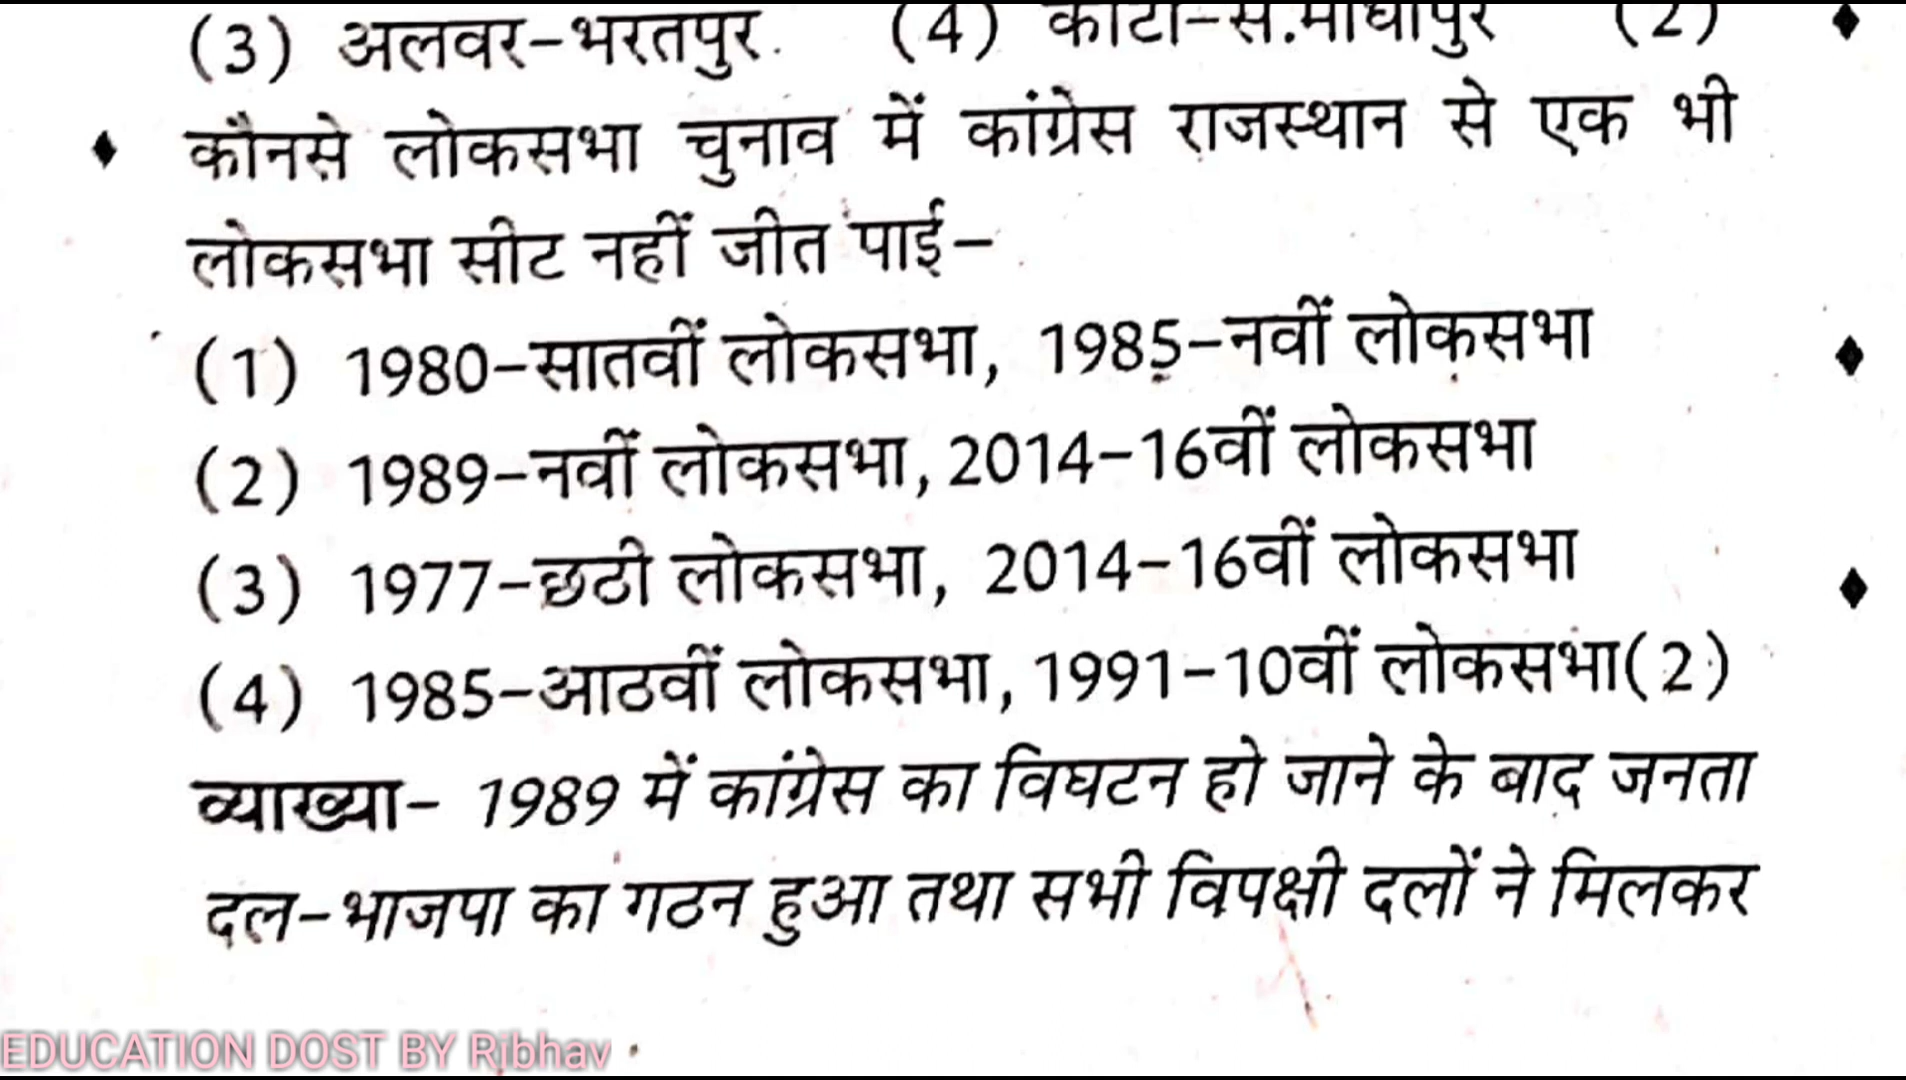 (3) अलवर-भरतपुर. (4) कोटा-स.माधोपुर (2)
♦ कौनसे लोकसभा चुनाव में कांग्रेस राजस्थान से एक भी
लोकसभा सीट नहीं जीत पाई-
(1) 1980-सातवीं लोकसभा, 1985-नवीं लोकसभा
(2) 1989-नवीं लोकसभा, 2014-16वीं लोकसभा
(3) 1977-छठी लोकसभा, 2014-16वीं लोकसभा
(4) 1985-आठवीं लोकसभा, 1991-10वीं लोकसभा(2)
व्याख्या- 1989 में कांग्रेस का विघटन हो जाने के बाद जनता
दल-भाजपा का गठन हुआ तथा सभी विपक्षी दलों ने मिलकर
EDUCATION DOST BY Ribhav